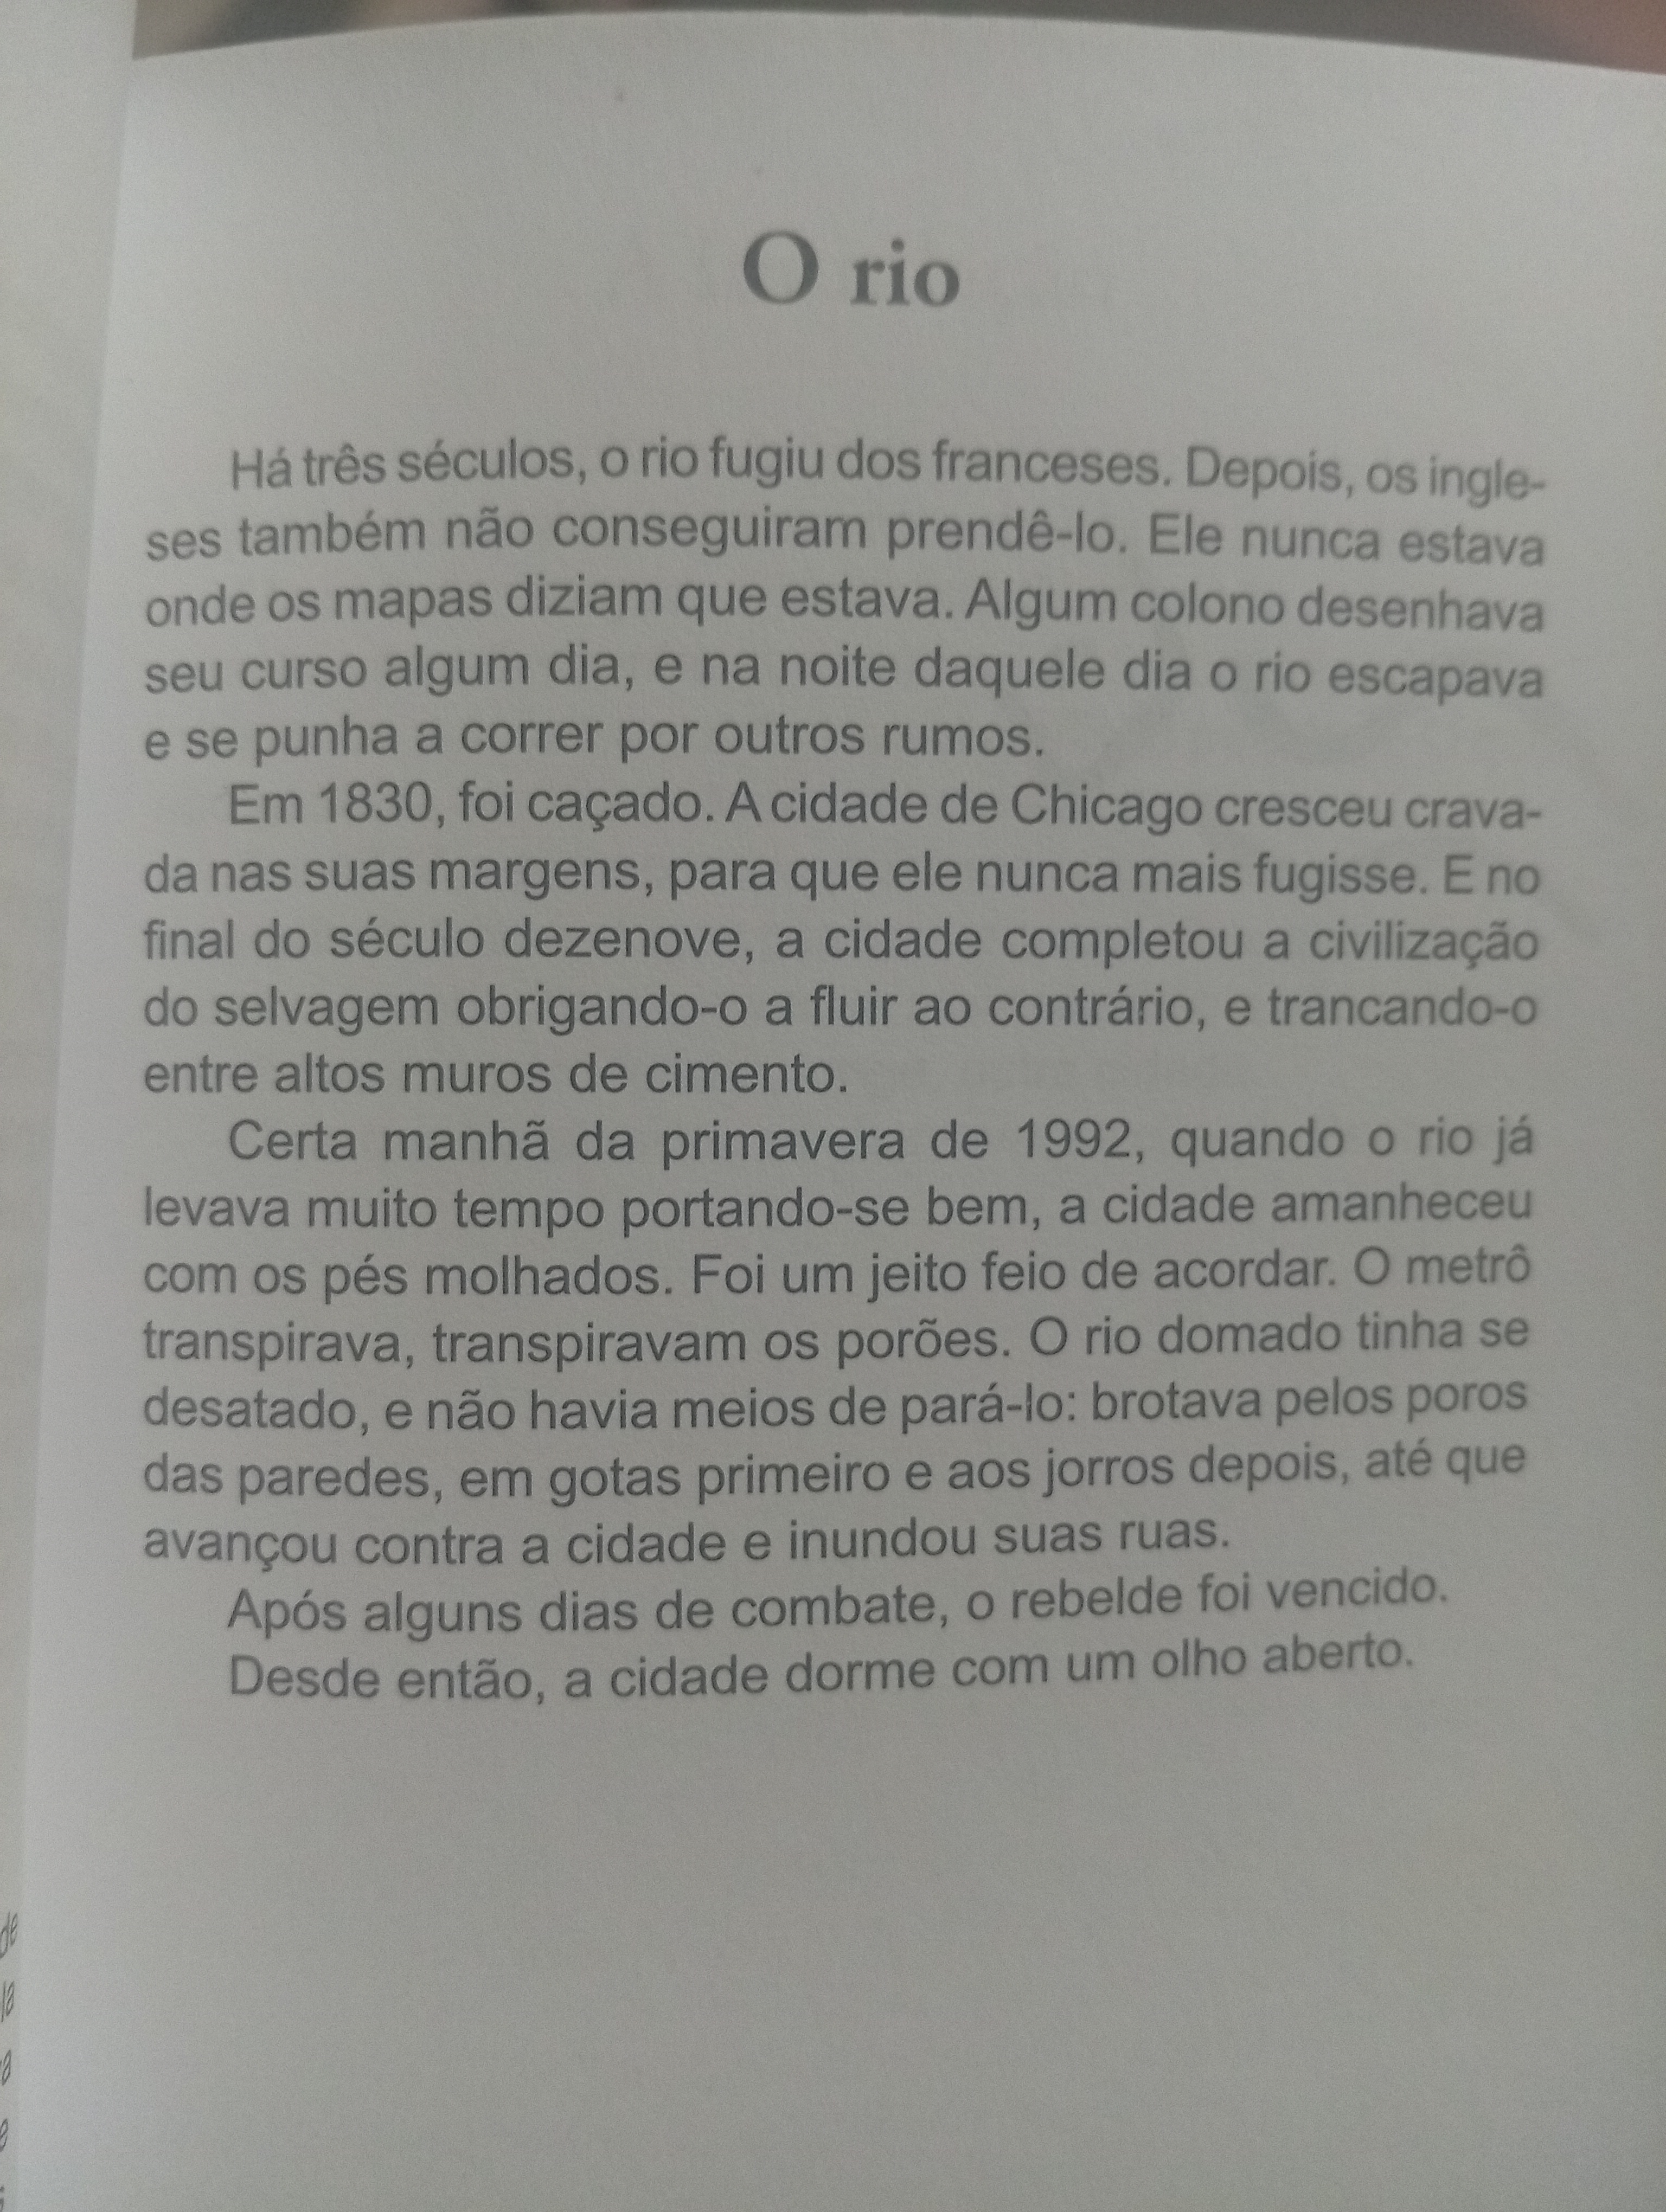 O rio
Há três séculos, o rio fugiu dos franceses. Depois, os ingle-
ses também não conseguiram prendê-lo. Ele nunca estava
onde os mapas diziam que estava. Algum colono desenhava
seu curso algum dia, e na noite daquele dia o rio escapava
e se punha a correr por outros rumos.
Em 1830, foi caçado. A cidade de Chicago cresceu crava-
da nas suas margens, para que ele nunca mais fugisse. E no
final do século dezenove, a cidade completou a civilização
do selvagem obrigando-o a fluir ao contrário, e trancando-o
entre altos muros de cimento.
Certa manhã da primavera de 1992, quando o rio já
levava muito tempo portando-se bem, a cidade amanheceu
com os pés molhados. Foi um jeito feio de acordar. O metrô
transpirava, transpiravam os porões. O rio domado tinha se
desatado, e não havia meios de pará-lo: brotava pelos poros
das paredes, em gotas primeiro e aos jorros depois, até que
avançou contra a cidade e inundou suas ruas.
Após alguns dias de combate, o rebelde foi vencido.
Desde então, a cidade dorme com um olho aberto.